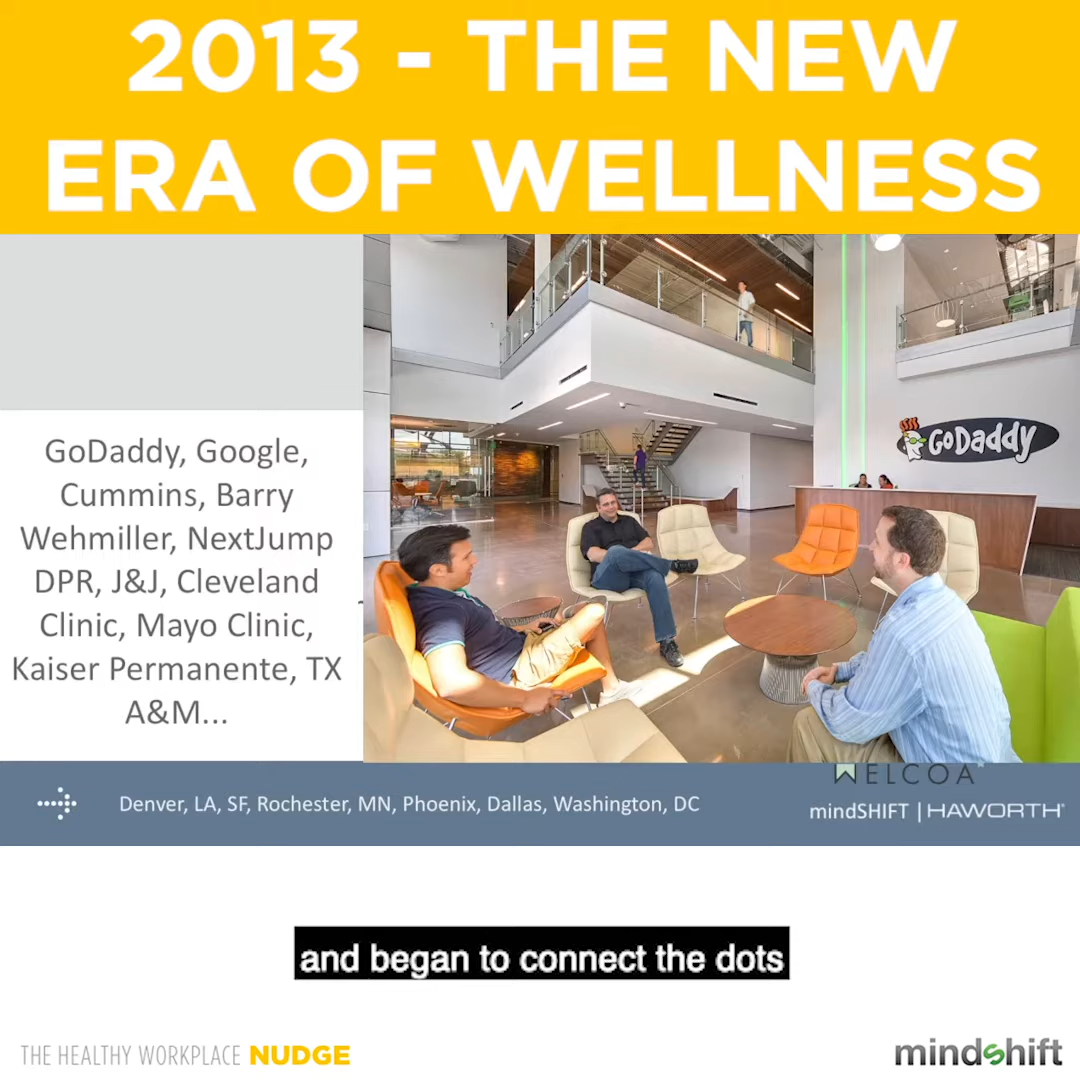 2013 - THE NEW
ERA OF WELLNESS
GoDaddy, Google,
Cummins, Barry
Wehmiller, NextJump
DPR, J&J, Cleveland
Clinic, Mayo Clinic,
Kaiser Permanente, TX
A&M...
GoDaddy
Denver, LA, SF, Rochester, MN, Phoenix, Dallas, Washington, DC
WELCOA
mindSHIFT | HAWORTH®
and began to connect the dots
THE HEALTHY WORKPLACE NUDGE
mindshift